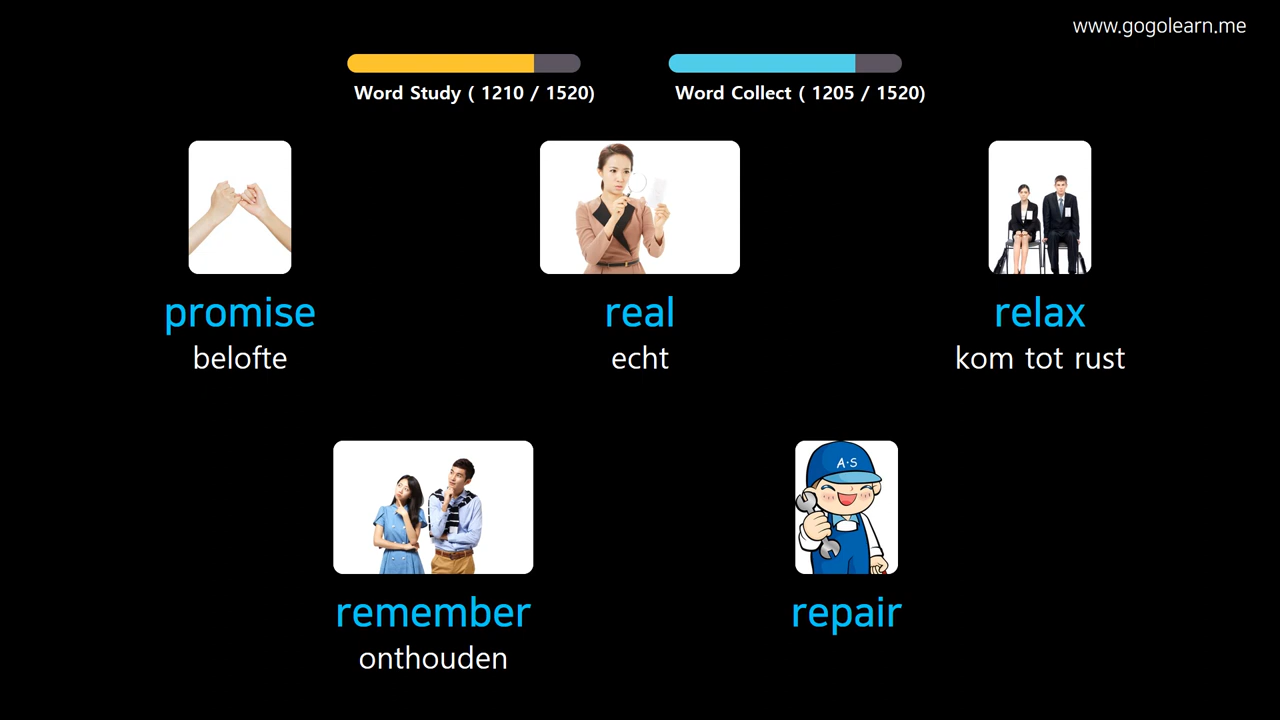 www.gogolearn.me
Word Study ( 1210 / 1520)
Word Collect ( 1205 / 1520)
promise
belofte
real
echt
relax
kom tot rust
A·S
remember
onthouden
repair